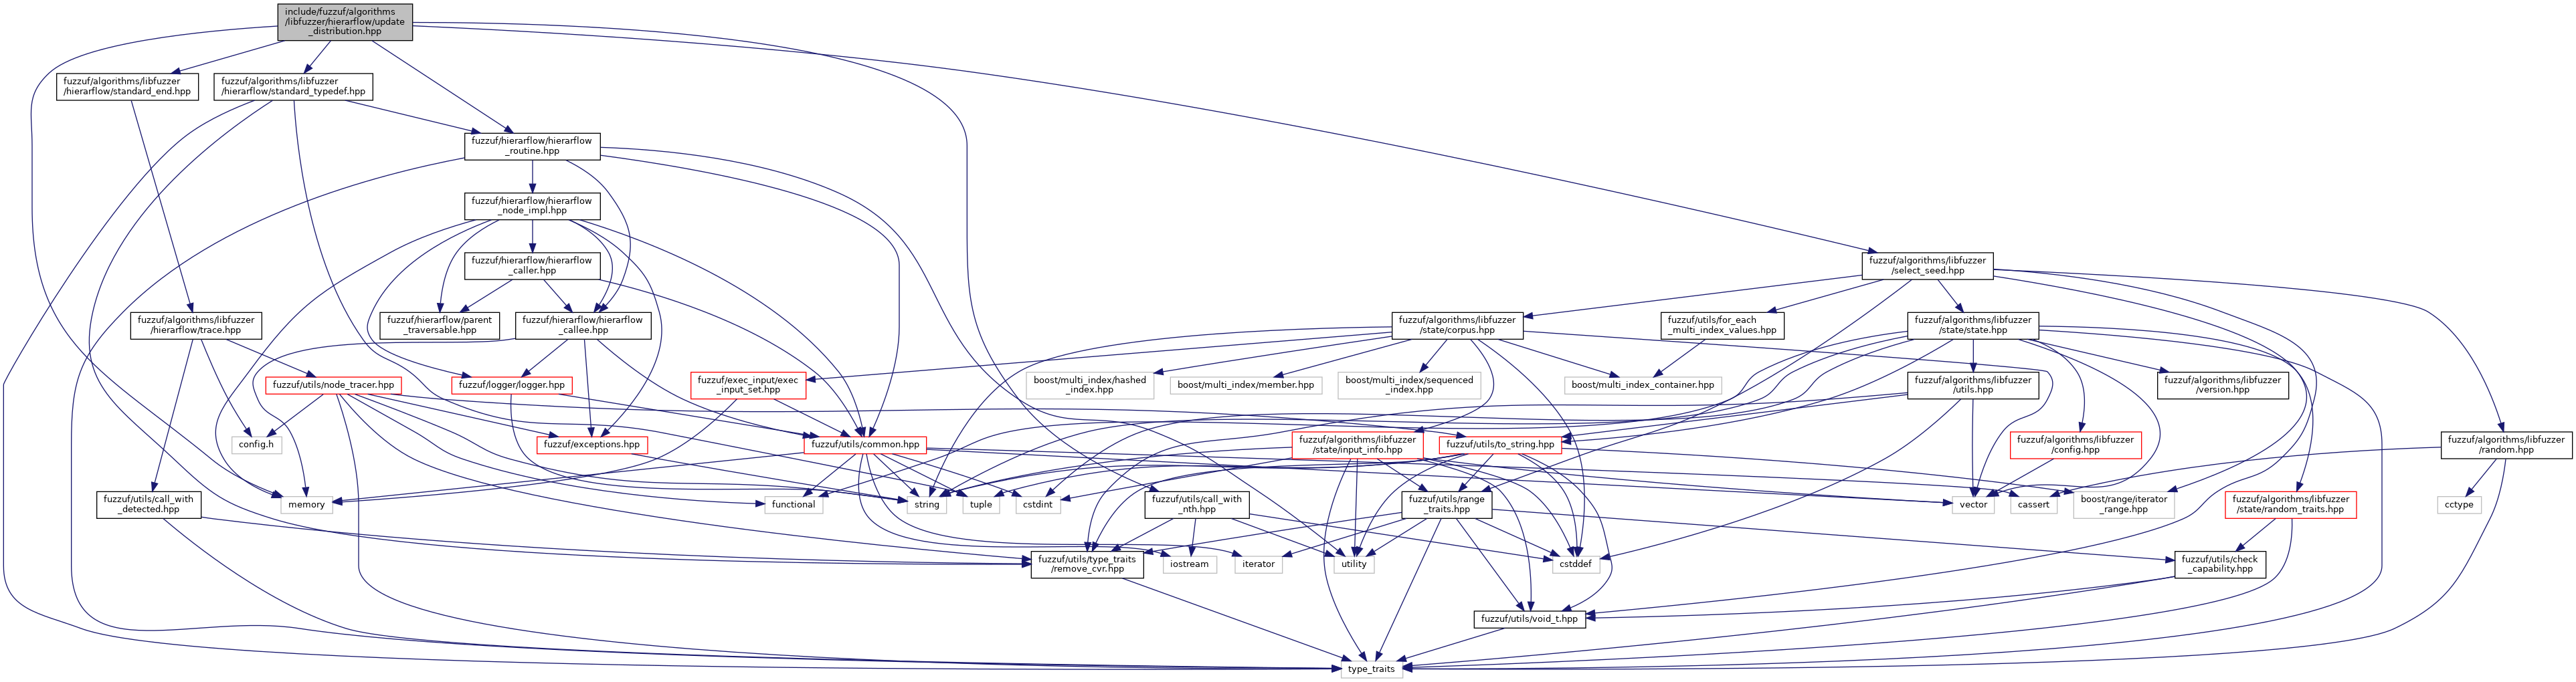 include/fuzzuf/algorithms
/libfuzzer/hierarflow/update
_distribution.hpp
fuzzuf/algorithms/libfuzzer
/hierarflow/standard_end.hpp
fuzzuf/algorithms/libfuzzer
/hierarflow/standard_typedef.hpp
fuzzuf/hierarflow/hierarflow
_routine.hpp
fuzzuf/hierarflow/hierarflow
_node_impl.hpp
fuzzuf/hierarflow/hierarflow
_caller.hpp
fuzzuf/algorithms/libfuzzer
/select_seed.hpp
fuzzuf/algorithms/libfuzzer
/hierarflow/trace.hpp
fuzzuf/hierarflow/parent
_traversable.hpp
fuzzuf/hierarflow/hierarflow
_callee.hpp
fuzzuf/algorithms/libfuzzer
/state/corpus.hpp
fuzzuf/utils/for_each
_multi_index_values.hpp
fuzzuf/algorithms/libfuzzer
/state/state.hpp
fuzzuf/utils/node_tracer.hpp
fuzzuf/logger/logger.hpp
fuzzuf/exec_input/exec
_input_set.hpp
boost/multi_index/hashed
_index.hpp
boost/multi_index/member.hpp
boost/multi_index/sequenced
_index.hpp
boost/multi_index_container.hpp
fuzzuf/algorithms/libfuzzer
/utils.hpp
fuzzuf/algorithms/libfuzzer
/version.hpp
config.h
fuzzuf/exceptions.hpp
fuzzuf/utils/common.hpp
fuzzuf/algorithms/libfuzzer
/state/input_info.hpp
fuzzuf/utils/to_string.hpp
fuzzuf/algorithms/libfuzzer
/config.hpp
fuzzuf/algorithms/libfuzzer
/random.hpp
fuzzuf/utils/call_with
_detected.hpp
memory
functional
string
tuple
cstdint
fuzzuf/utils/call_with
_nth.hpp
fuzzuf/utils/range
_traits.hpp
vector
cassert
boost/range/iterator
_range.hpp
fuzzuf/algorithms/libfuzzer
/state/random_traits.hpp
cctype
fuzzuf/utils/type_traits
/remove_cvr.hpp
iostream
iterator
utility
cstddef
fuzzuf/utils/check
_capability.hpp
fuzzuf/utils/void_t.hpp
type_traits